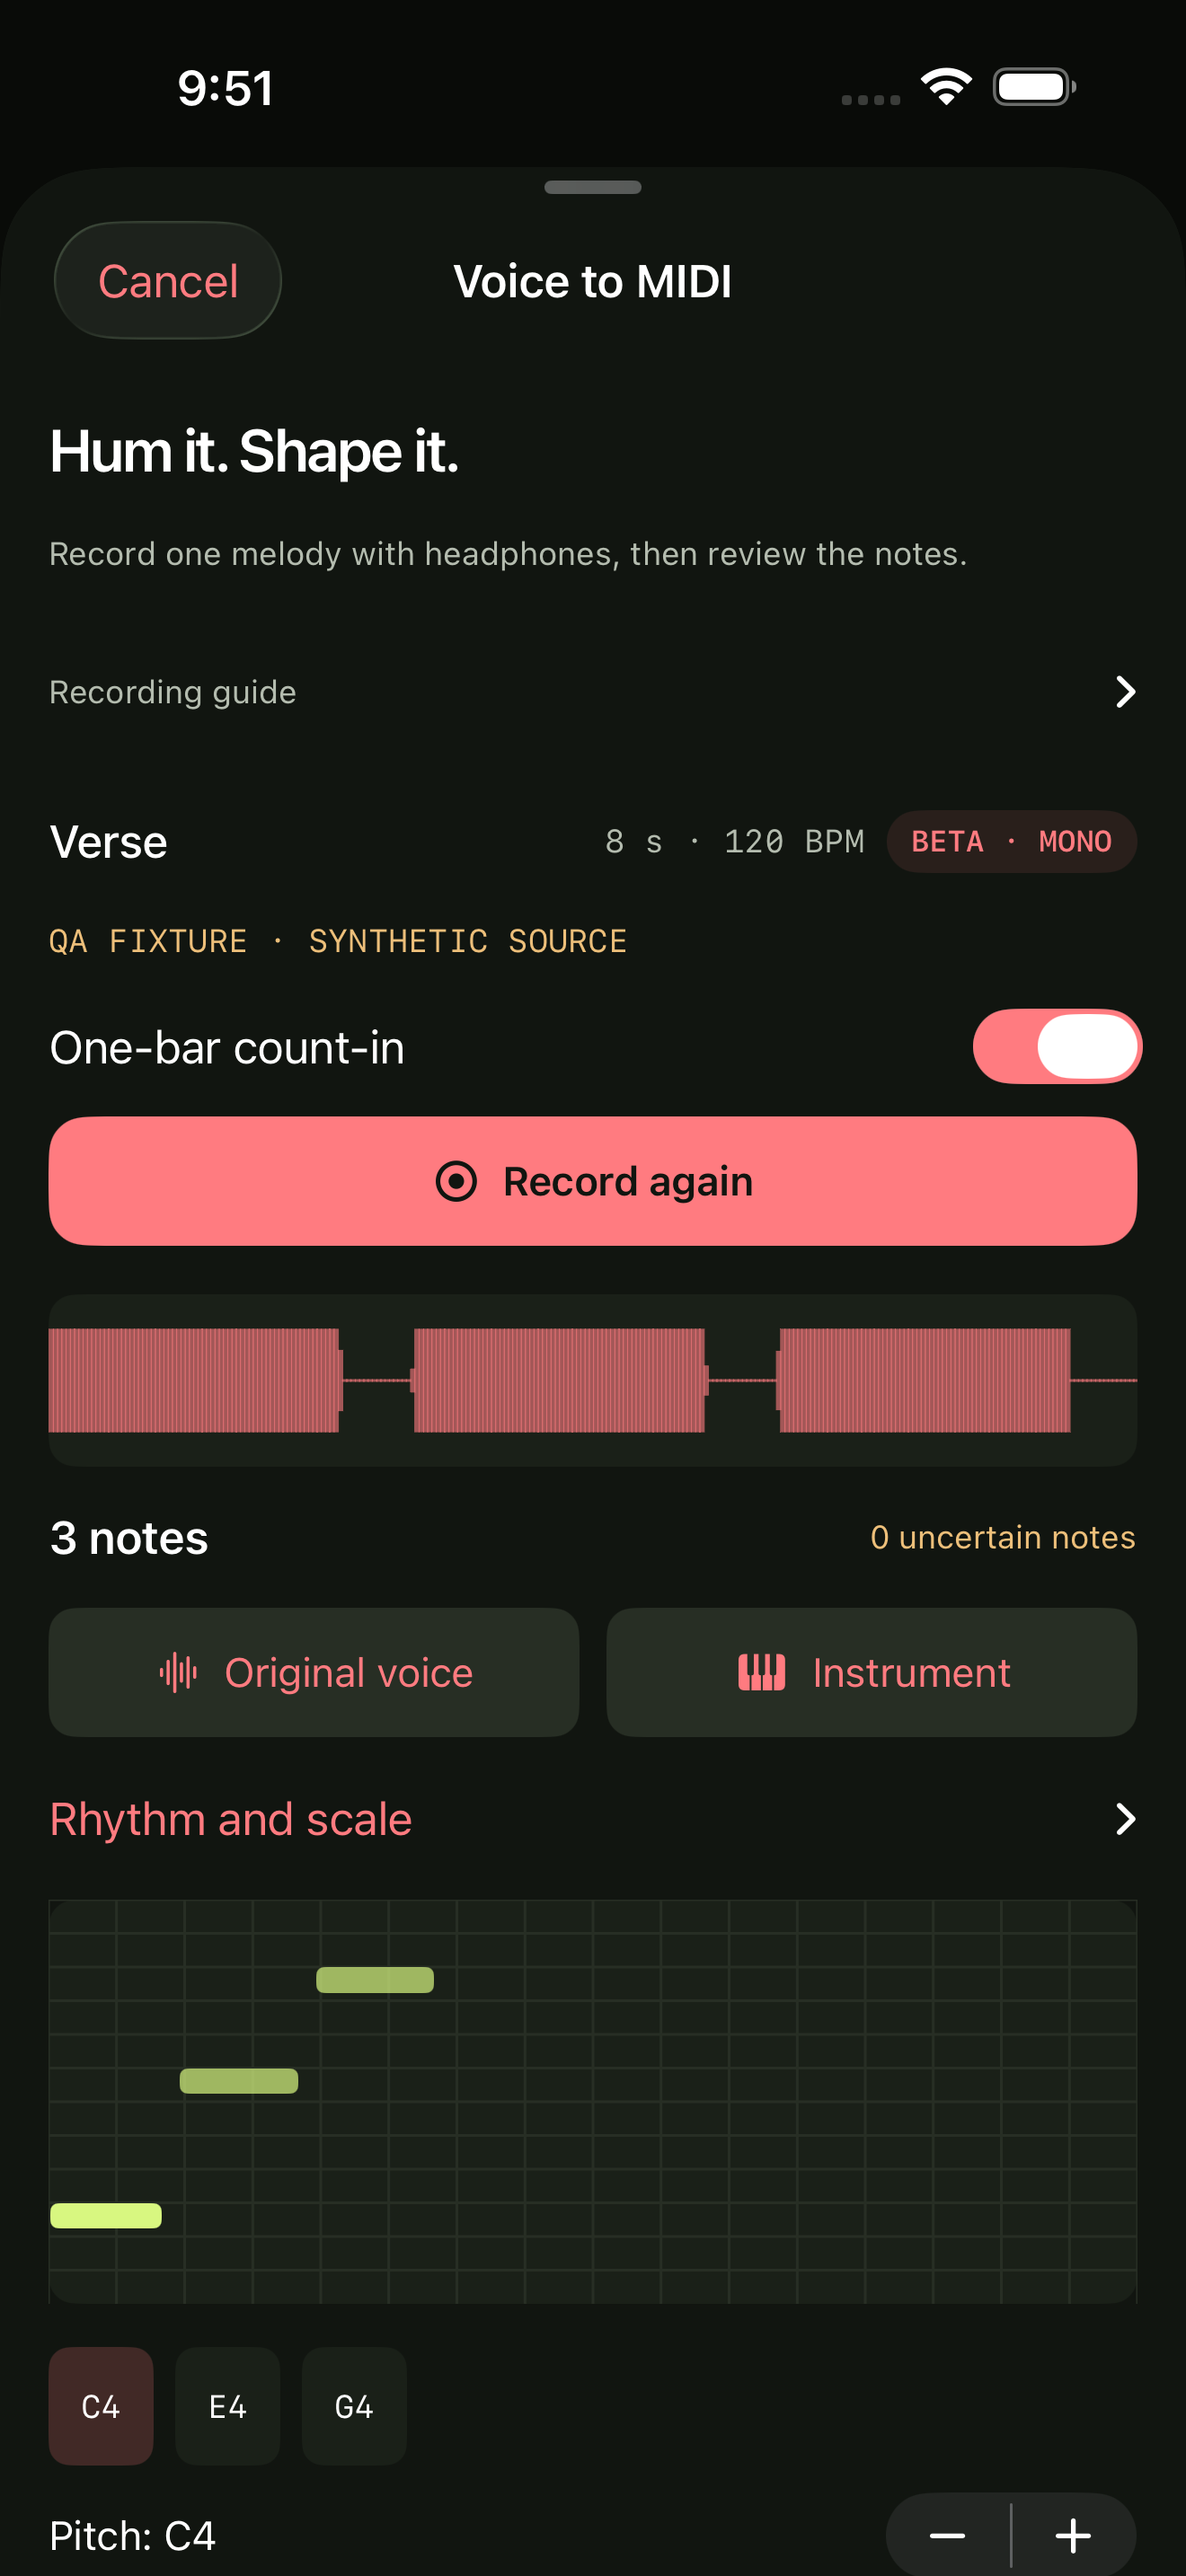 9:51
Cancel
Voice to MIDI
Hum it. Shape it.
Record one melody with headphones, then review the notes.
Recording guide
Verse 8 s · 120 BPM BETA · MONO
QA FIXTURE · SYNTHETIC SOURCE
One-bar count-in
Record again
3 notes 0 uncertain notes
Original voice Instrument
Rhythm and scale
C4 E4 G4
Pitch: C4